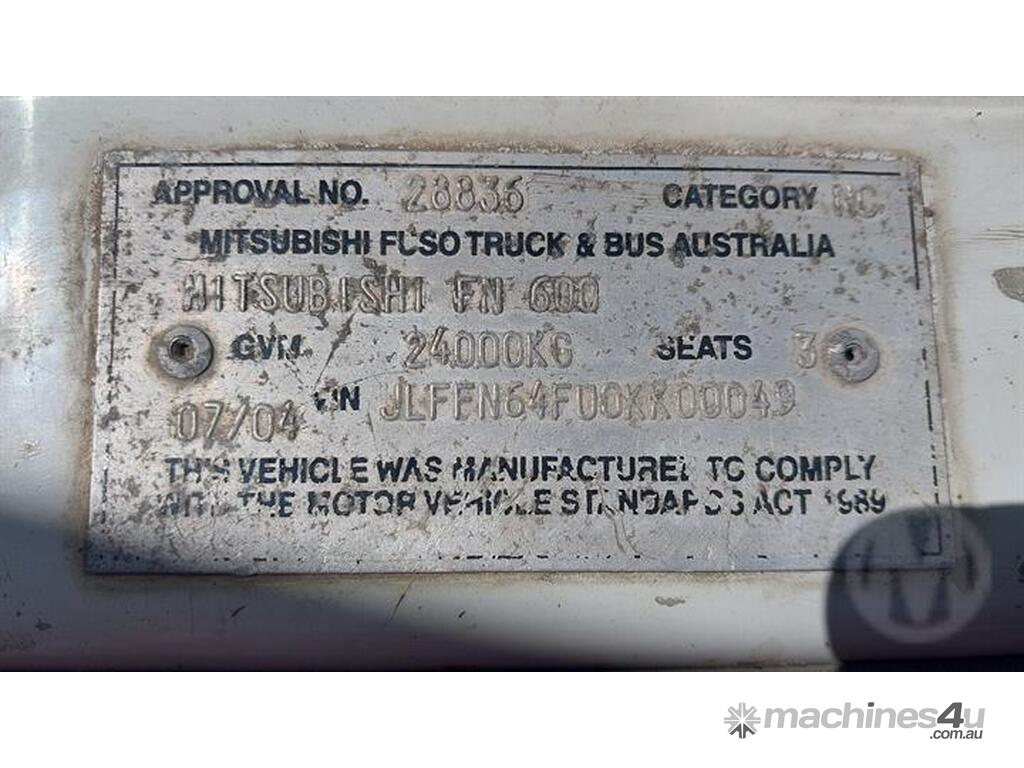 APPROVAL NO. 28836 CATEGORY NC
MITSUBISHI FUSO TRUCK & BUS AUSTRALIA
MITSUBISHI FN 600
GVM 24000KG SEATS 3
07/04 VIN JLFFN64FU0KK00049
THIS VEHICLE WAS MANUFACTURED TO COMPLY
WITH THE MOTOR VEHICLE STANDARDS ACT 1989
machines4u
.com.au